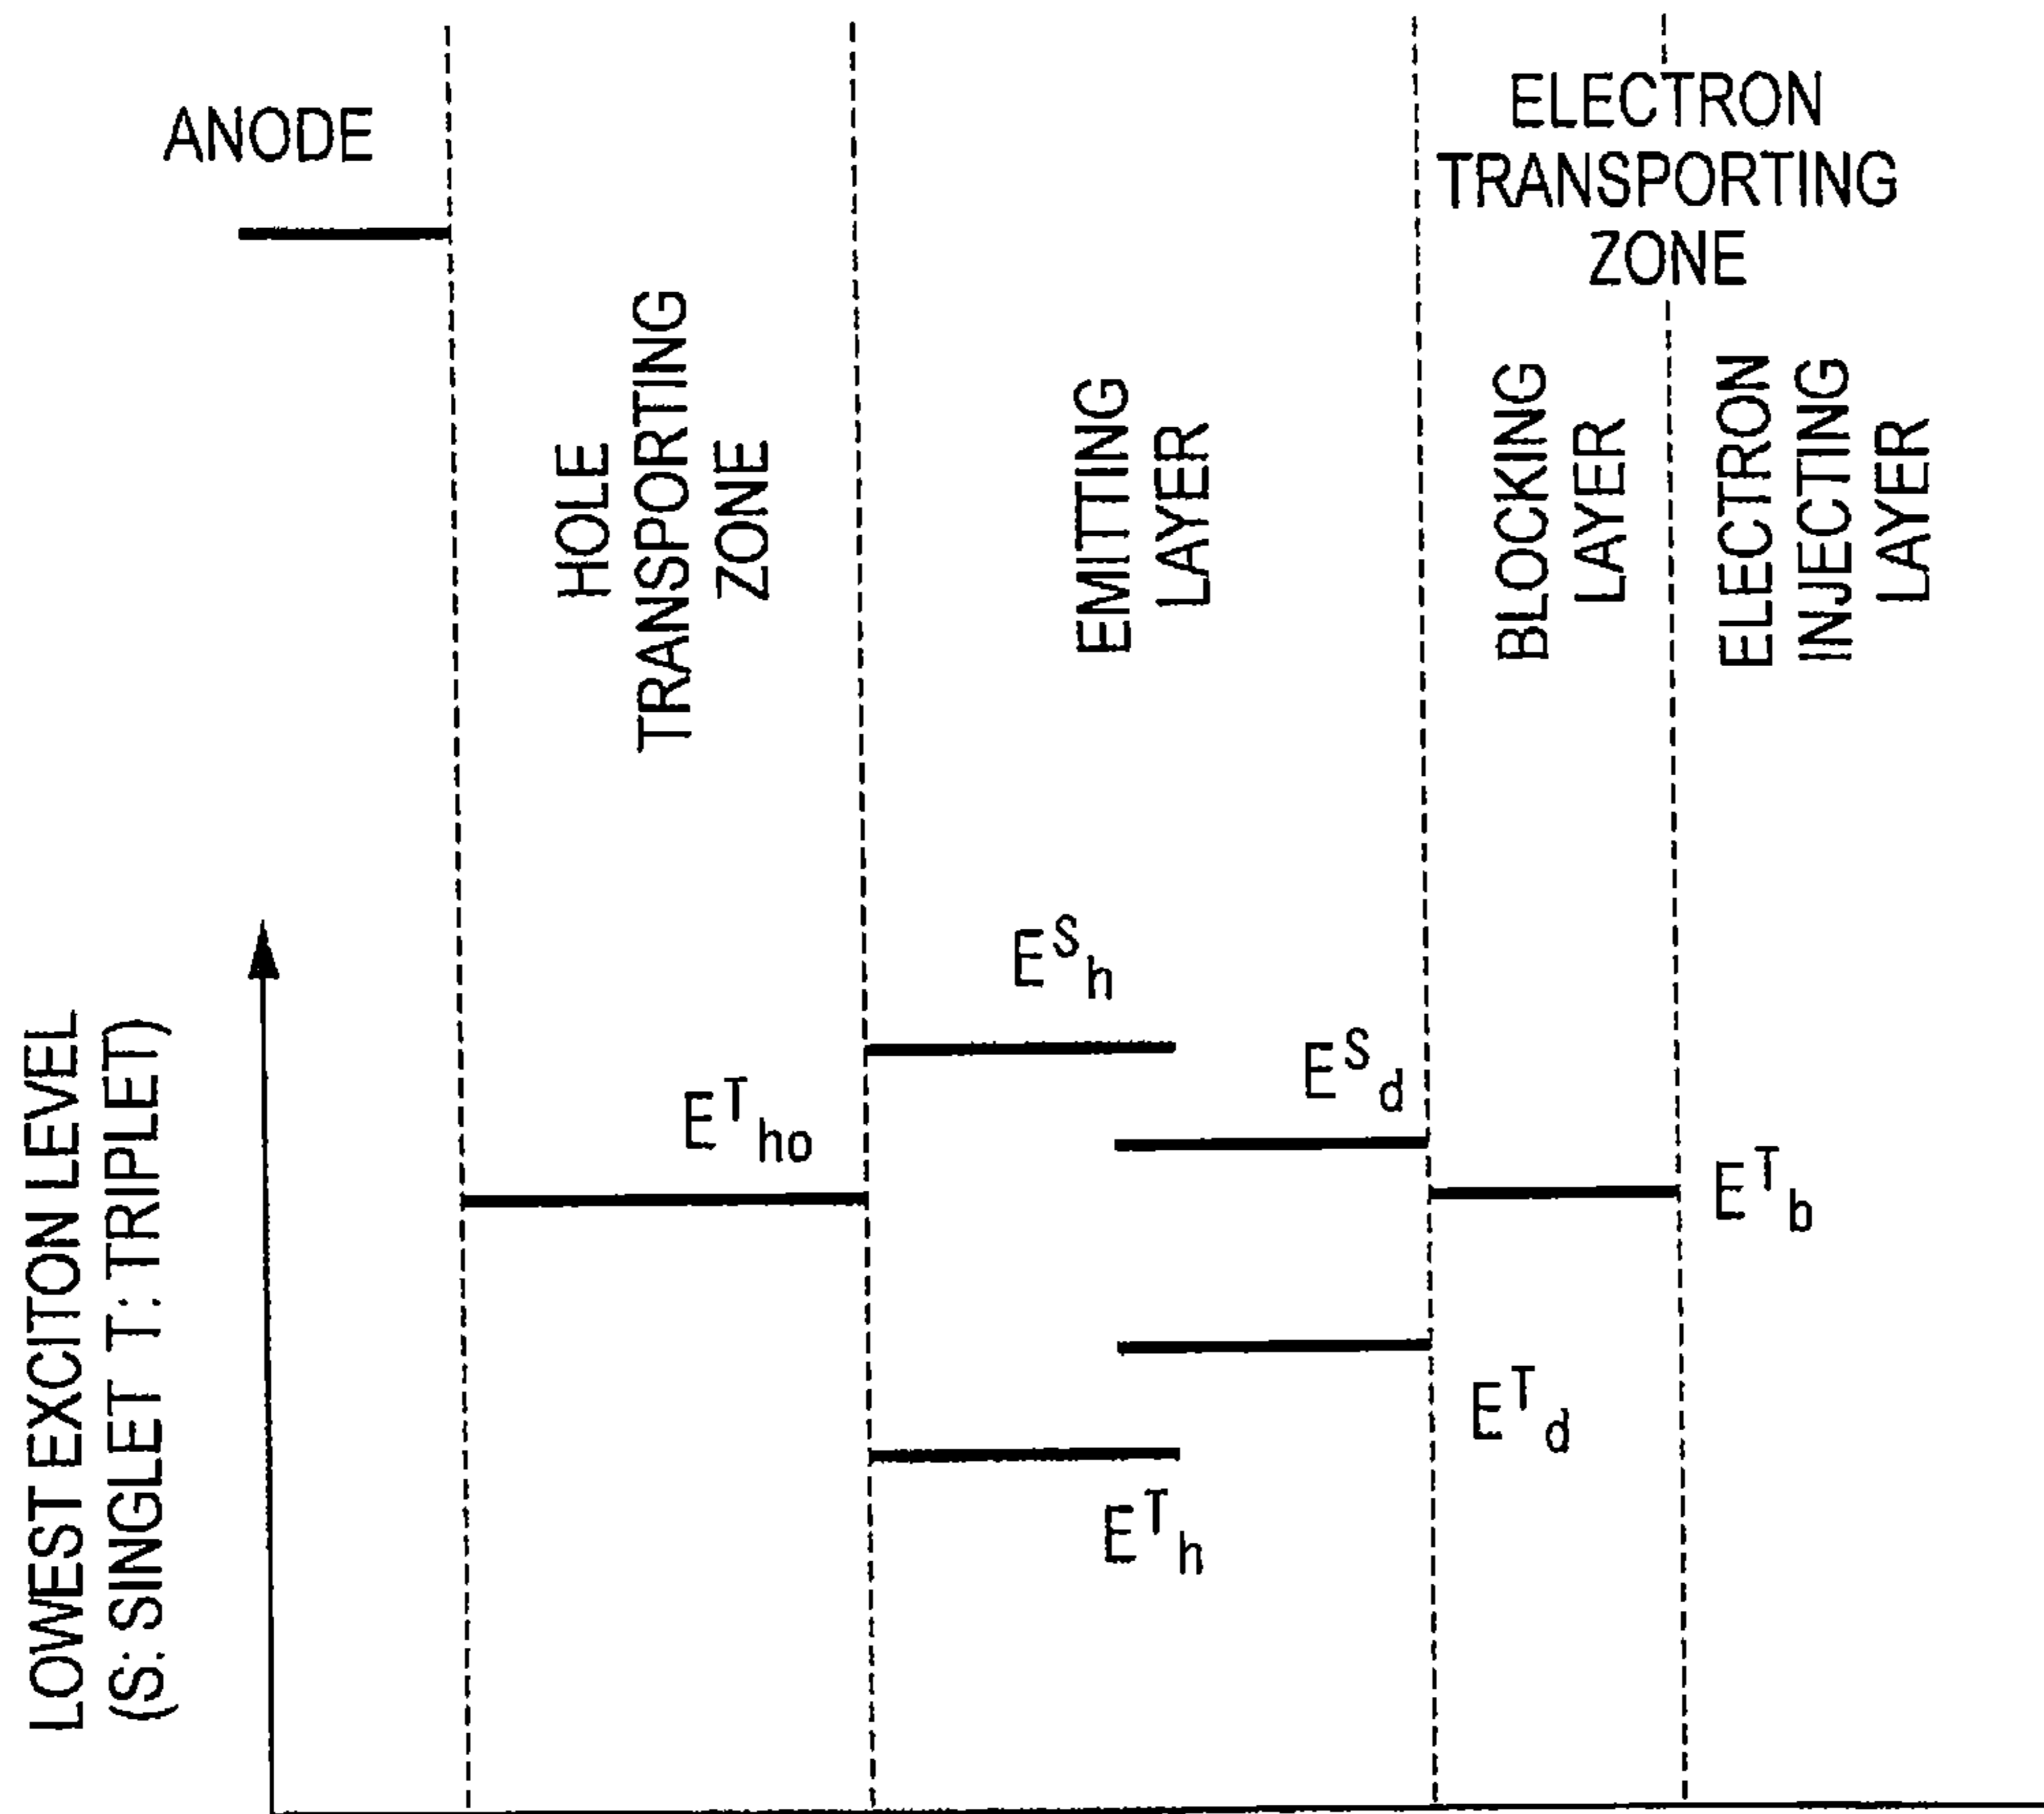 ANODE
ELECTRON
TRANSPORTING
ZONE
HOLE
TRANSPORTING
ZONE
EMITTING
LAYER
BLOCKING
LAYER
ELECTRON
INJECTING
LAYER
LOWEST EXCITON LEVEL
(S: SINGLET T: TRIPLET)
E^S_h
E^S_d
E^T_ho
E^T_b
E^T_d
E^T_h